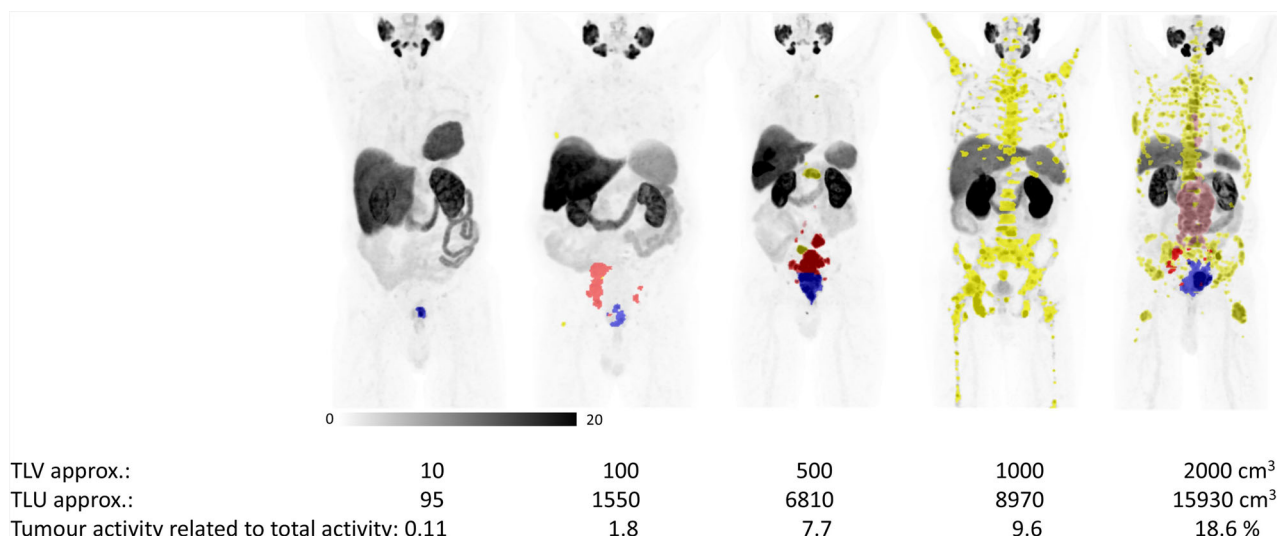 0 20
TLV approx.: 10 100 500 1000 2000 cm³
TLU approx.: 95 1550 6810 8970 15930 cm³
Tumour activity related to total activity: 0.11 1.8 7.7 9.6 18.6 %